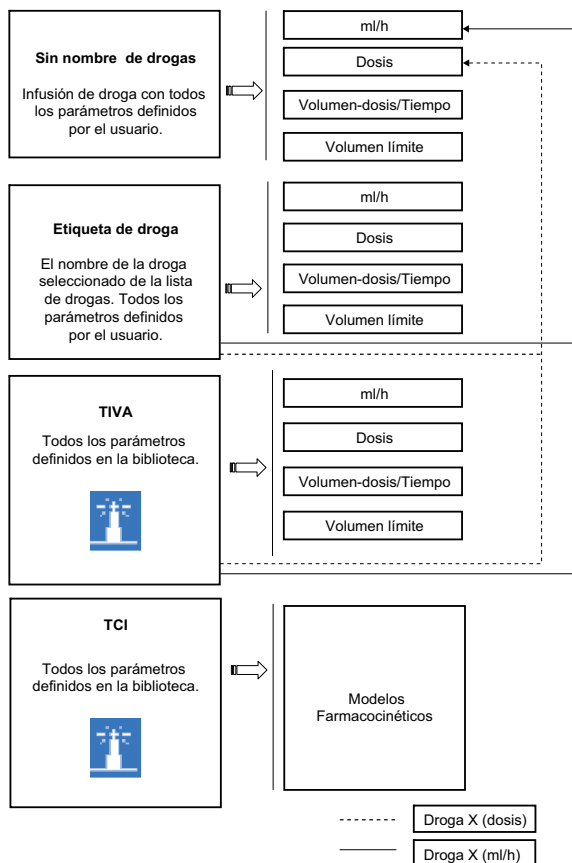 Sin nombre de drogas
Infusión de droga con todos
los parámetros definidos
por el usuario.
ml/h
Dosis
Volumen-dosis/Tiempo
Volumen límite
Etiqueta de droga
El nombre de la droga
seleccionado de la lista
de drogas. Todos los
parámetros definidos
por el usuario.
ml/h
Dosis
Volumen-dosis/Tiempo
Volumen límite
TIVA
Todos los parámetros
definidos en la biblioteca.
ml/h
Dosis
Volumen-dosis/Tiempo
Volumen límite
TCI
Todos los parámetros
definidos en la biblioteca.
Modelos
Farmacocinéticos
Droga X (dosis)
Droga X (ml/h)